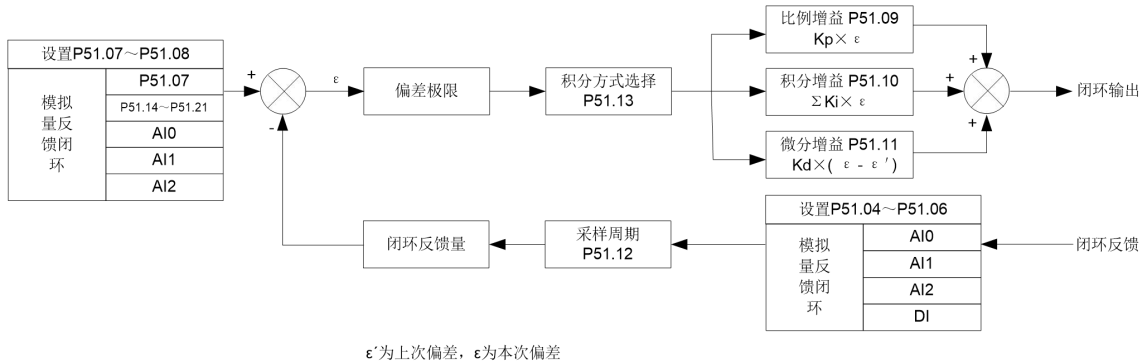 设置P51.07～P51.08
模拟
量反
馈闭
环
P51.07
P51.14～P51.21
AI0
AI1
AI2
+
-
ε
偏差极限
积分方式选择
P51.13
比例增益 P51.09
Kp× ε
积分增益 P51.10
ΣKi× ε
微分增益 P51.11
Kd×( ε - ε′)
+
+
+
闭环输出
闭环反馈量
采样周期
P51.12
设置P51.04～P51.06
模拟
量反
馈闭
环
AI0
AI1
AI2
DI
闭环反馈
ε′为上次偏差，ε为本次偏差